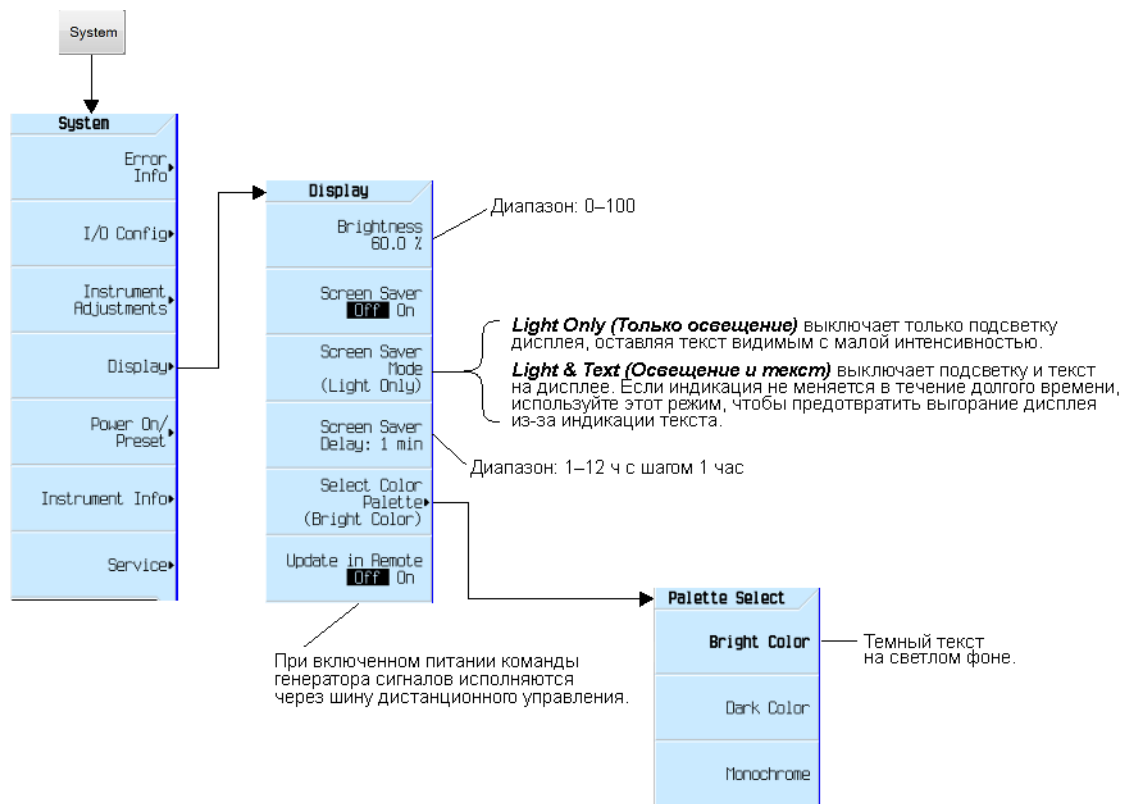 System
System
Error
Info
I/O Config
Instrument
Adjustments
Display
Power On/
Preset
Instrument Info
Service
Display
Brightness
60.0 %
Screen Saver
Off On
Screen Saver
Mode
(Light Only)
Screen Saver
Delay: 1 min
Select Color
Palette
(Bright Color)
Update in Remote
Off On
Диапазон: 0–100
Light Only (Только освещение) выключает только подсветку
дисплея, оставляя текст видимым с малой интенсивностью.
Light & Text (Освещение и текст) выключает подсветку и текст
на дисплее. Если индикация не меняется в течение долгого времени,
используйте этот режим, чтобы предотвратить выгорание дисплея
из-за индикации текста.
Диапазон: 1–12 ч с шагом 1 час
При включенном питании команды
генератора сигналов исполняются
через шину дистанционного управления.
Palette Select
Bright Color
Dark Color
Monochrome
Темный текст
на светлом фоне.